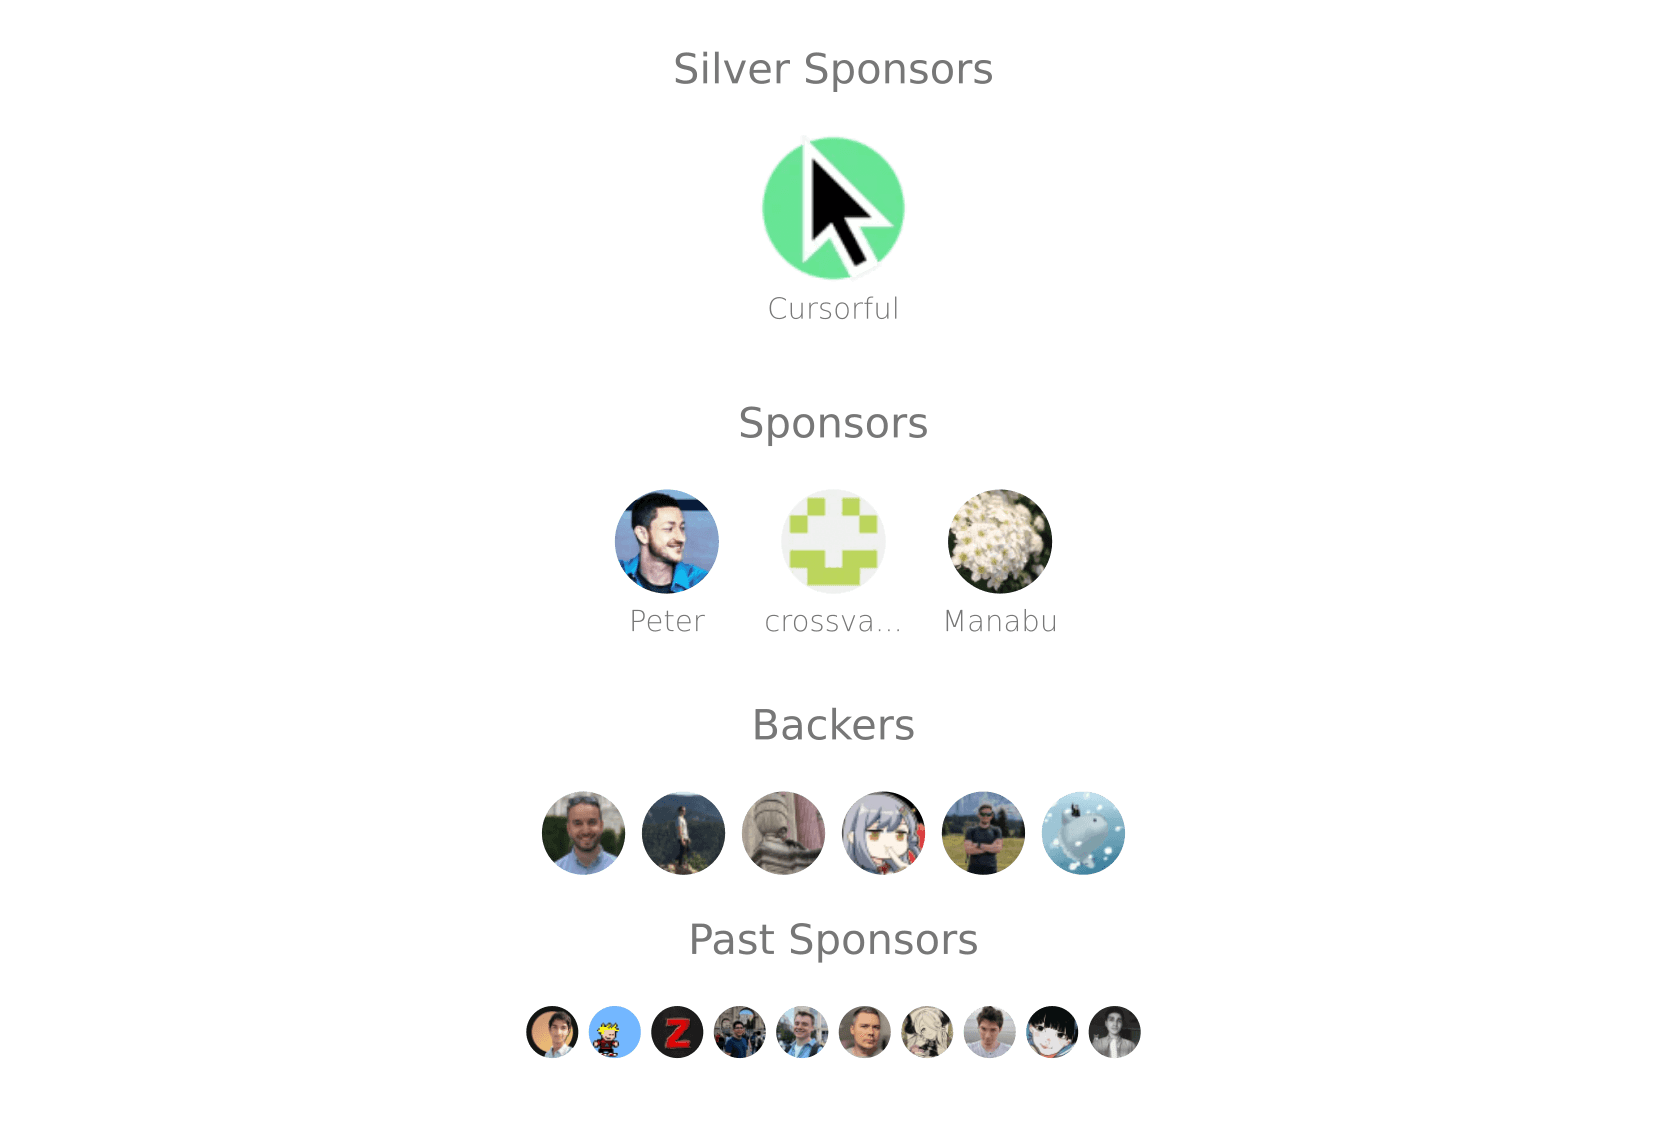 Silver Sponsors
Cursorful
Sponsors
Peter crossva... Manabu
Backers
Past Sponsors
Z